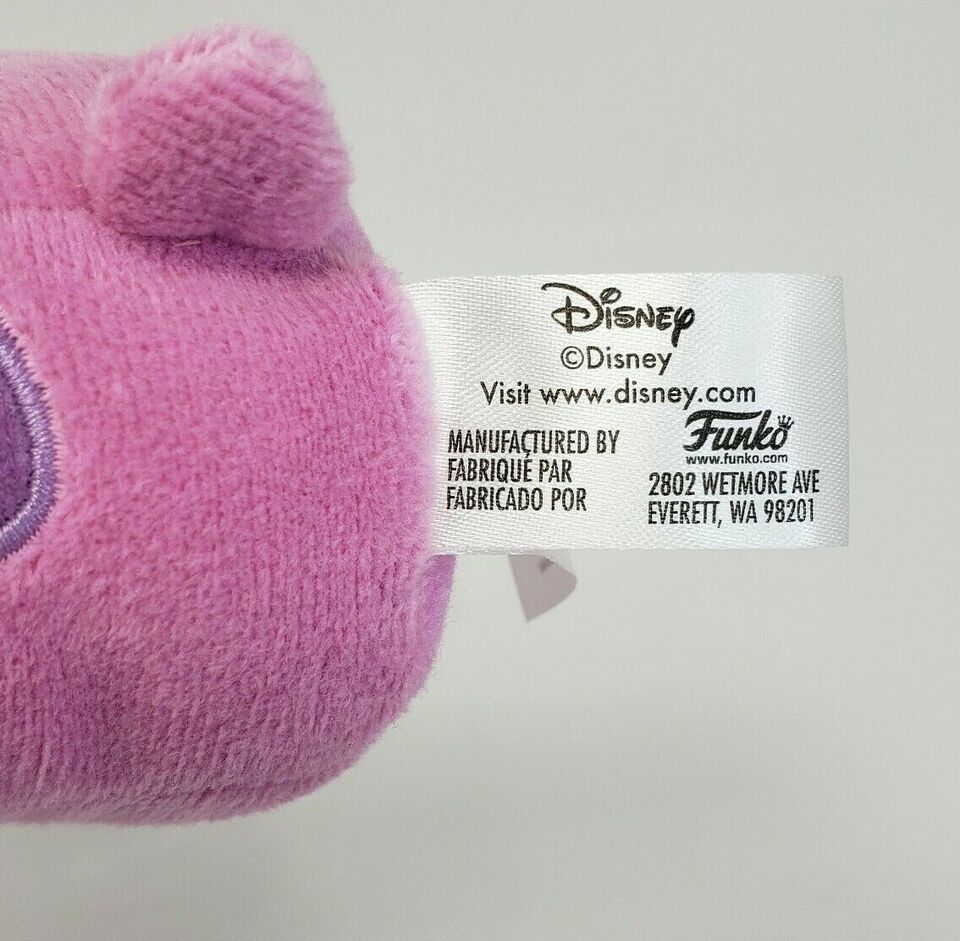 Disney
©Disney
Visit www.disney.com
MANUFACTURED BY
FABRIQUÉ PAR
FABRICADO POR
Funko
www.funko.com
2802 WETMORE AVE
EVERETT, WA 98201